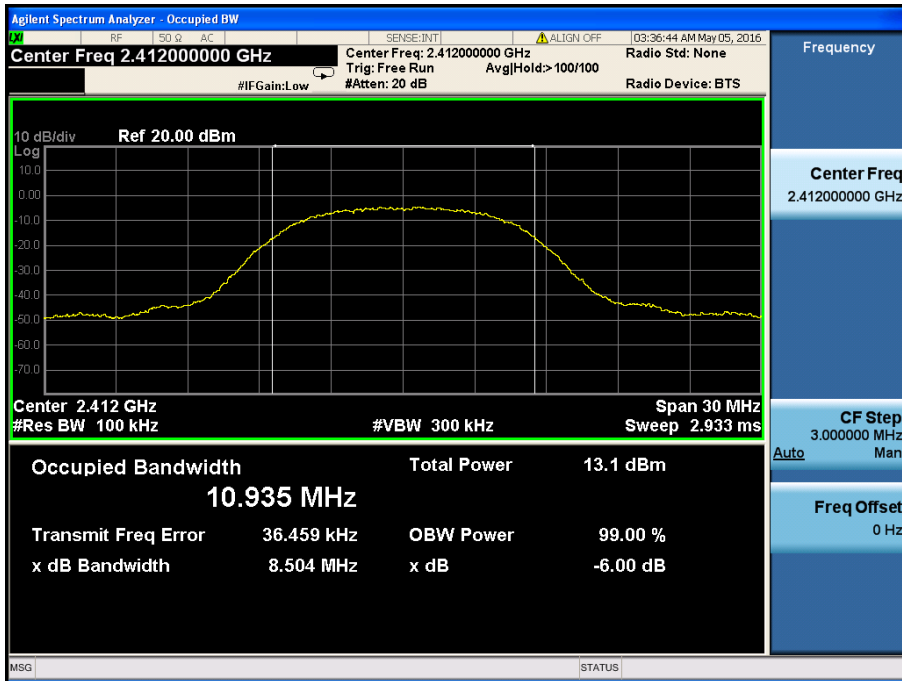 Agilent Spectrum Analyzer - Occupied BW
LXI RF 50 Ω AC SENSE:INT ALIGN OFF 03:36:44 AM May 05, 2016
Center Freq 2.412000000 GHz
Center Freq: 2.412000000 GHz Radio Std: None
Trig: Free Run Avg|Hold:> 100/100
#IFGain:Low #Atten: 20 dB Radio Device: BTS
Frequency
10 dB/div Ref 20.00 dBm
Log
10.0
0.00
-10.0
-20.0
-30.0
-40.0
-50.0
-60.0
-70.0
Center 2.412 GHz Span 30 MHz
#Res BW 100 kHz #VBW 300 kHz Sweep 2.933 ms
Occupied Bandwidth Total Power 13.1 dBm
10.935 MHz
Transmit Freq Error 36.459 kHz OBW Power 99.00 %
x dB Bandwidth 8.504 MHz x dB -6.00 dB
Center Freq
2.412000000 GHz
CF Step
3.000000 MHz
Auto Man
Freq Offset
0 Hz
MSG STATUS